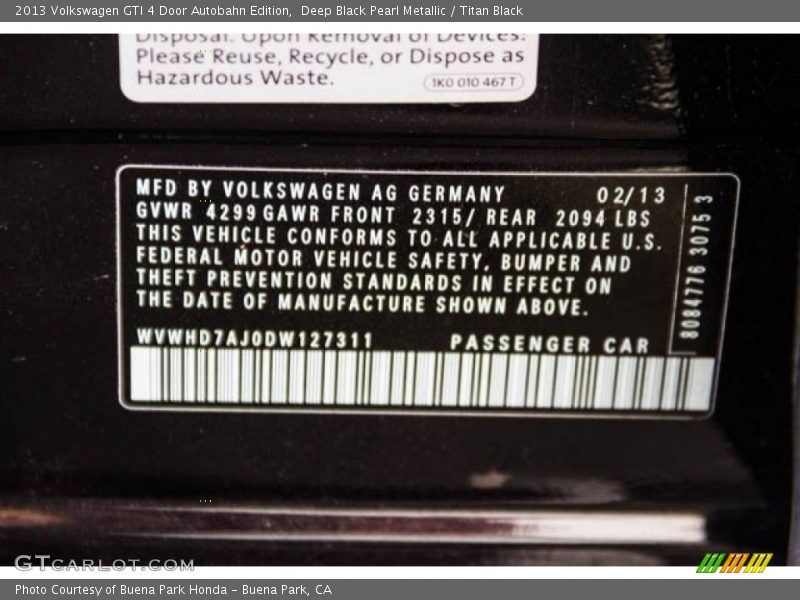 2013 Volkswagen GTI 4 Door Autobahn Edition,  Deep Black Pearl Metallic / Titan Black
Disposal. Upon Removal of Devices.
Please Reuse, Recycle, or Dispose as
Hazardous Waste.
1K0 010 467 T
MFD BY VOLKSWAGEN AG GERMANY 02/13
GVWR 4299 GAWR FRONT 2315/ REAR 2094 LBS
THIS VEHICLE CONFORMS TO ALL APPLICABLE U.S.
FEDERAL MOTOR VEHICLE SAFETY, BUMPER AND
THEFT PREVENTION STANDARDS IN EFFECT ON
THE DATE OF MANUFACTURE SHOWN ABOVE.
WVWHD7AJ0DW127311 PASSENGER CAR
8084776 3075 3
GTCARLOT.COM
Photo Courtesy of Buena Park Honda - Buena Park, CA